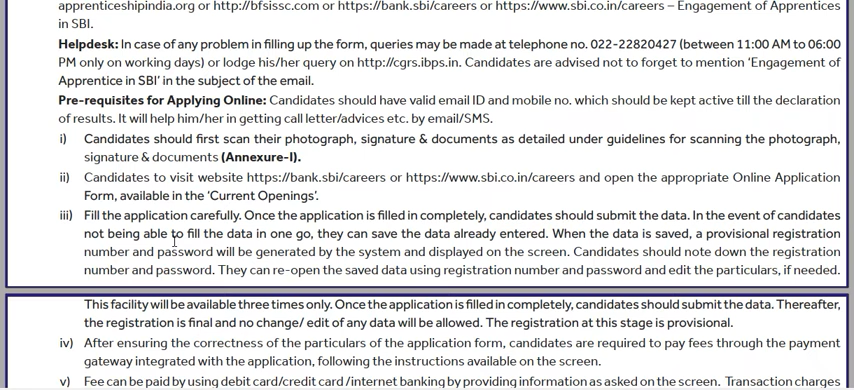 apprenticeshipindia.org or http://bfsissc.com or https://bank.sbi/careers or https://www.sbi.co.in/careers – Engagement of Apprentices
in SBI.
Helpdesk: In case of any problem in filling up the form, queries may be made at telephone no. 022-22820427 (between 11:00 AM to 06:00
PM only on working days) or lodge his/her query on http://cgrs.ibps.in. Candidates are advised not to forget to mention ‘Engagement of
Apprentice in SBI’ in the subject of the email.
Pre-requisites for Applying Online: Candidates should have valid email ID and mobile no. which should be kept active till the declaration
of results. It will help him/her in getting call letter/advices etc. by email/SMS.
i) Candidates should first scan their photograph, signature & documents as detailed under guidelines for scanning the photograph,
signature & documents (Annexure-I).
ii) Candidates to visit website https://bank.sbi/careers or https://www.sbi.co.in/careers and open the appropriate Online Application
Form, available in the ‘Current Openings’.
iii) Fill the application carefully. Once the application is filled in completely, candidates should submit the data. In the event of candidates
not being able to fill the data in one go, they can save the data already entered. When the data is saved, a provisional registration
number and password will be generated by the system and displayed on the screen. Candidates should note down the registration
number and password. They can re-open the saved data using registration number and password and edit the particulars, if needed.
This facility will be available three times only. Once the application is filled in completely, candidates should submit the data. Thereafter,
the registration is final and no change/ edit of any data will be allowed. The registration at this stage is provisional.
iv) After ensuring the correctness of the particulars of the application form, candidates are required to pay fees through the payment
gateway integrated with the application, following the instructions available on the screen.
v) Fee can be paid by using debit card/credit card /internet banking by providing information as asked on the screen. Transaction charges